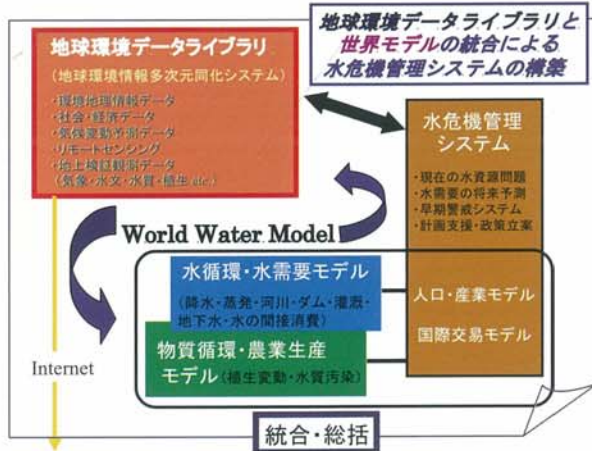 地球環境データライブラリと
世界モデルの統合による
水危機管理システムの構築
地球環境データライブラリ
(地球環境情報多次元同化システム)
・環境地理情報データ
・社会・経済データ
・気候変動予測データ
・リモートセンシング
・地上検証観測データ
(気象・水文・水質・植生 etc.)
水危機管理
システム
・現在の水資源問題
・水需要の将来予測
・早期警戒システム
・計画支援・政策立案
World Water Model
水循環・水需要モデル
(降水・蒸発・河川・ダム・灌漑・
地下水・水の間接消費)
人口・産業モデル
国際交易モデル
物質循環・農業生産
モデル(植生変動・水質汚染)
Internet
統合・総括